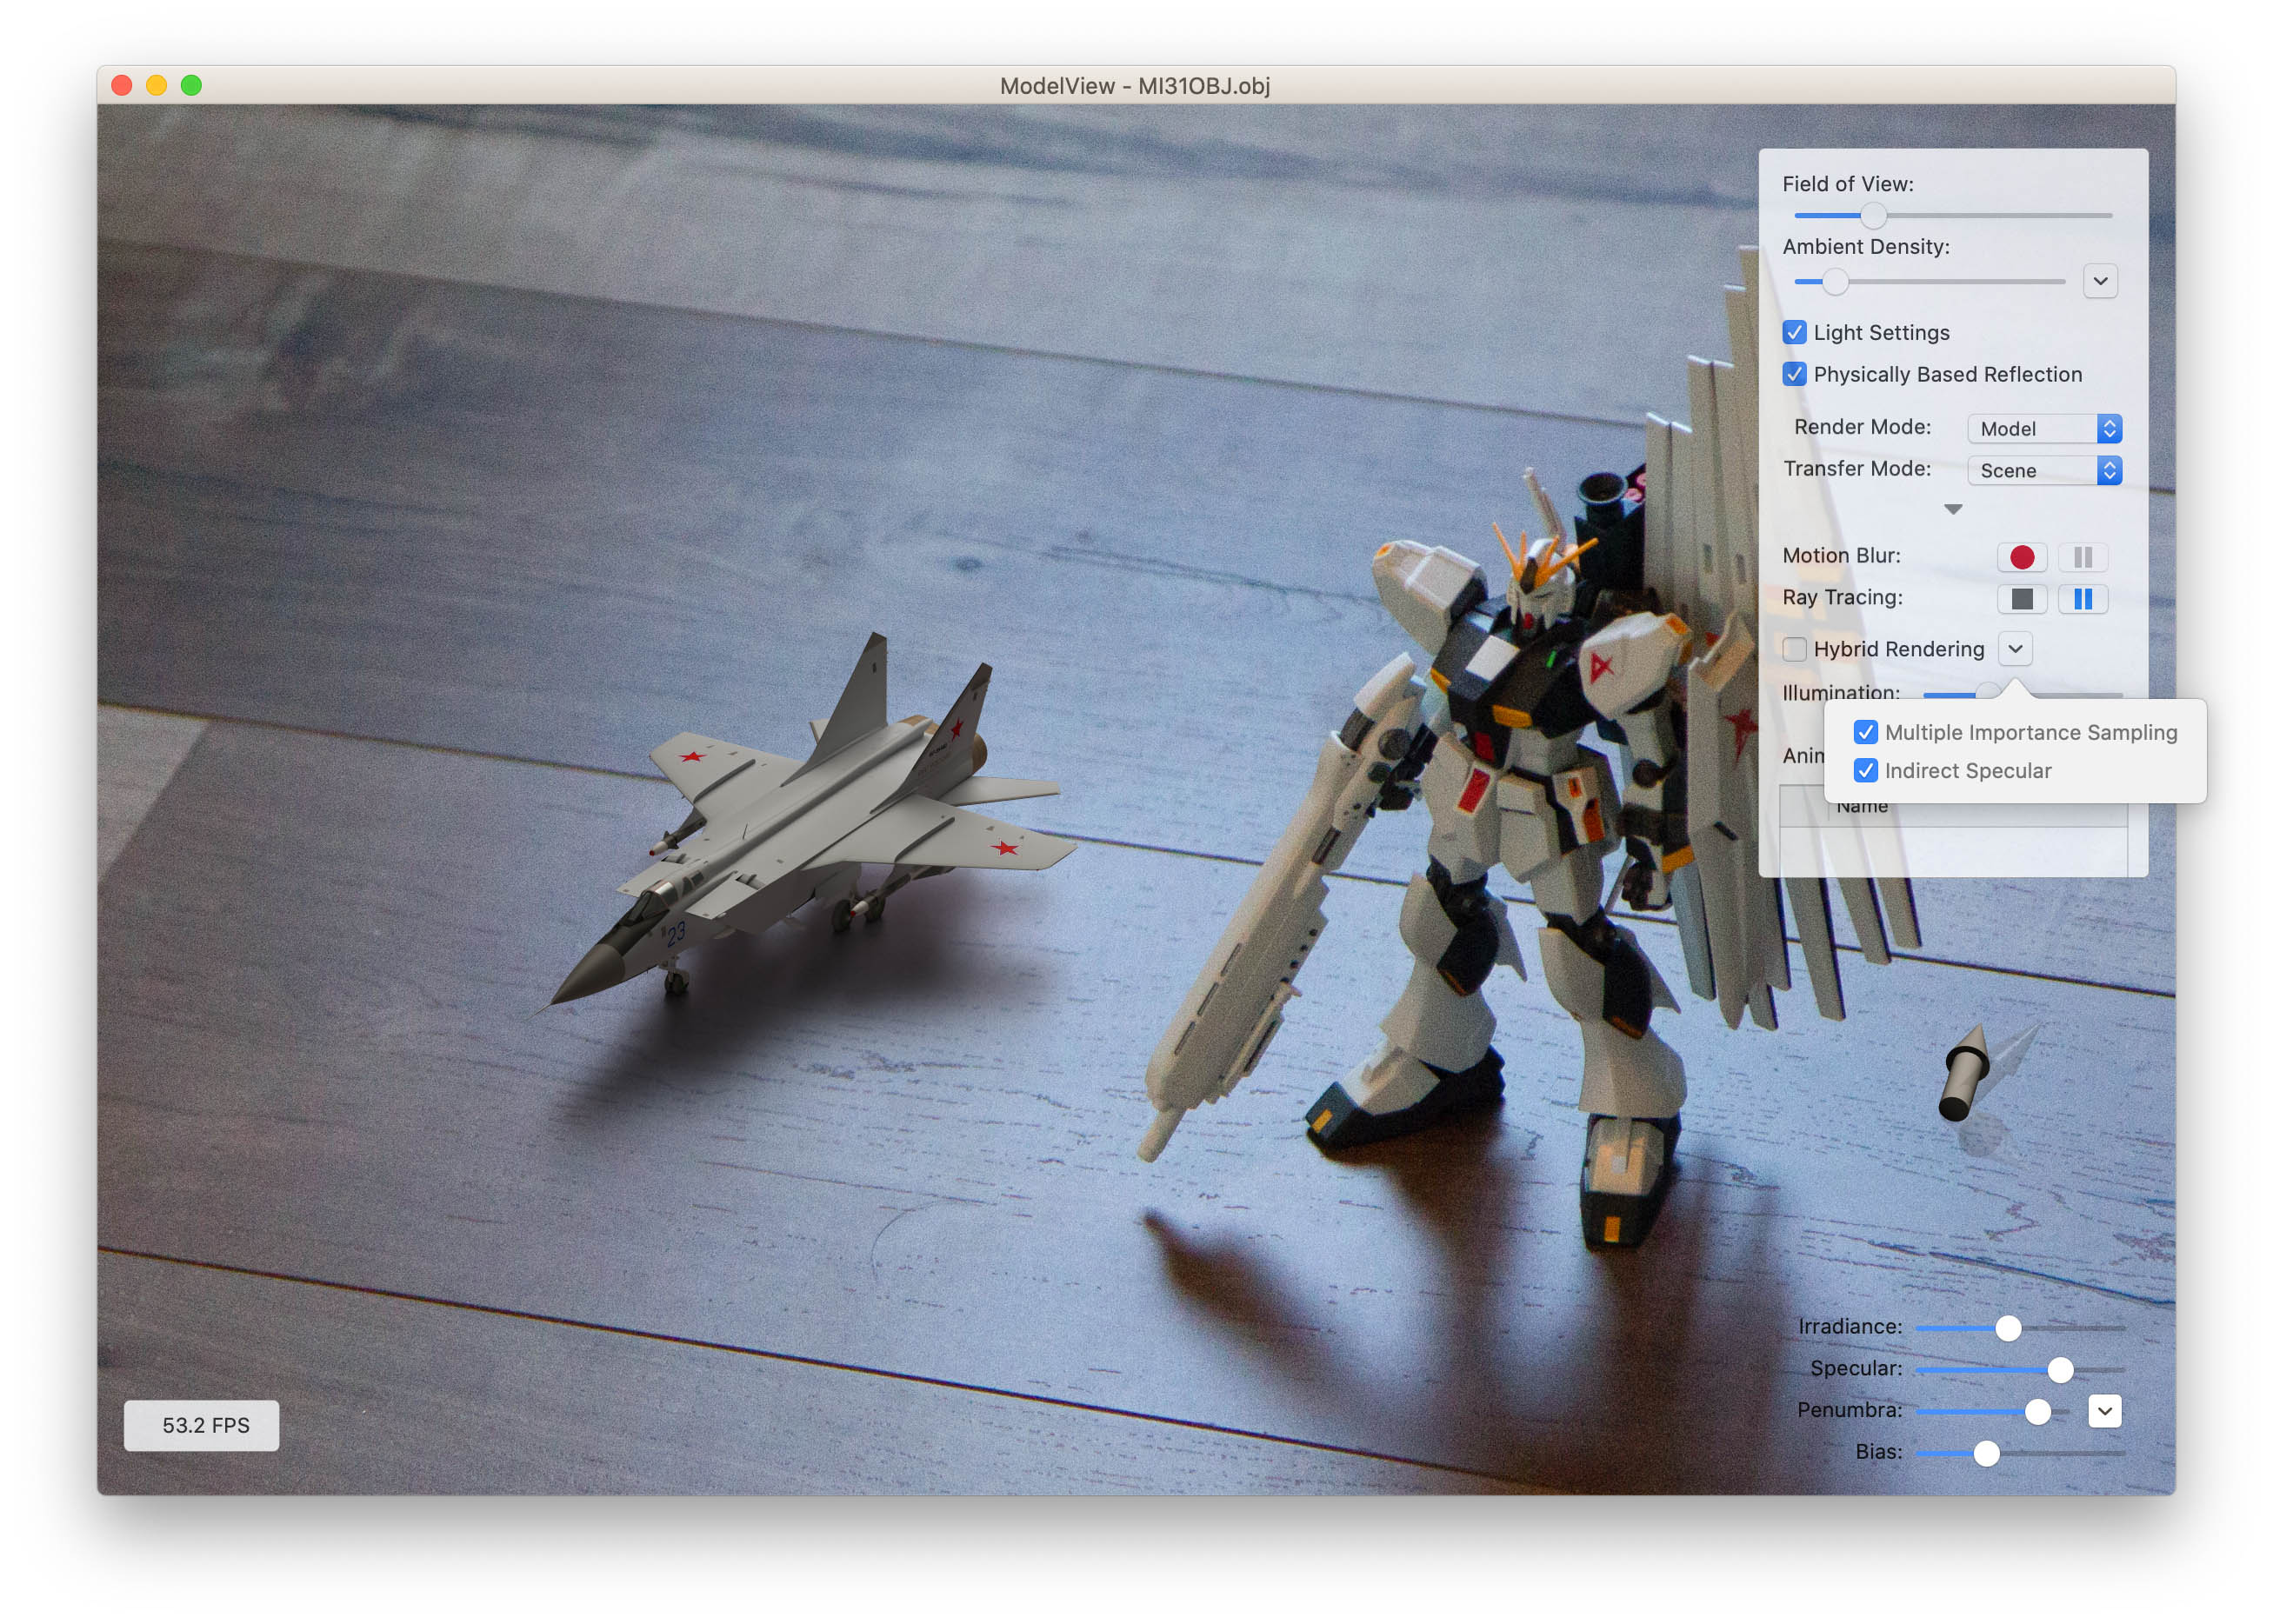 ModelView - MI31OBJ.obj
Field of View:
Ambient Density:
Light Settings
Physically Based Reflection
Render Mode: Model
Transfer Mode: Scene
Motion Blur:
Ray Tracing:
Hybrid Rendering
Illumination:
Multiple Importance Sampling
Indirect Specular
Name
23
Irradiance:
Specular:
Penumbra:
Bias:
53.2 FPS